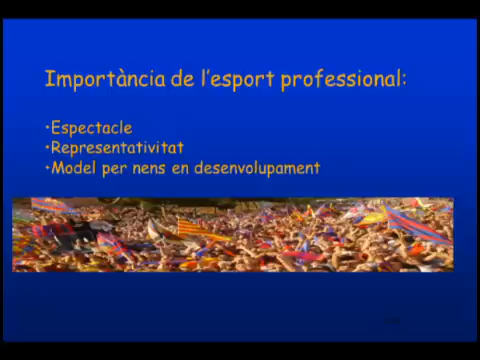 Importància de l'esport professional:
•Espectacle
•Representativitat
•Model per nens en desenvolupament